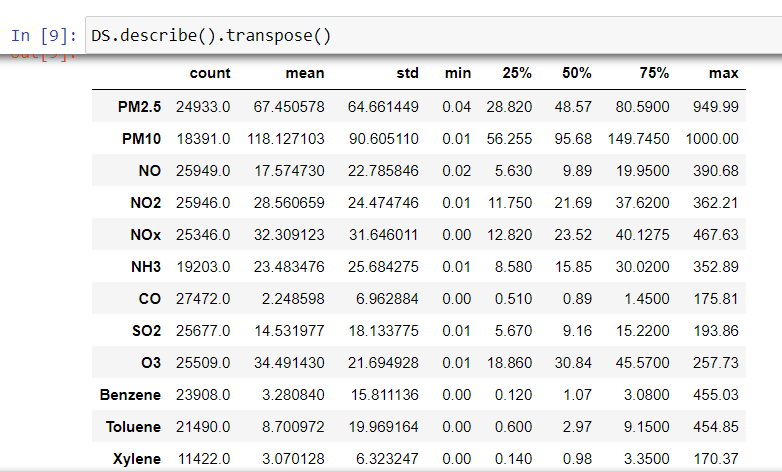 In [9]: DS.describe().transpose()
Out[9]:
count mean std min 25% 50% 75% max
PM2.5 24933.0 67.450578 64.661449 0.04 28.820 48.57 80.5900 949.99
PM10 18391.0 118.127103 90.605110 0.01 56.255 95.68 149.7450 1000.00
NO 25949.0 17.574730 22.785846 0.02 5.630 9.89 19.9500 390.68
NO2 25946.0 28.560659 24.474746 0.01 11.750 21.69 37.6200 362.21
NOx 25346.0 32.309123 31.646011 0.00 12.820 23.52 40.1275 467.63
NH3 19203.0 23.483476 25.684275 0.01 8.580 15.85 30.0200 352.89
CO 27472.0 2.248598 6.962884 0.00 0.510 0.89 1.4500 175.81
SO2 25677.0 14.531977 18.133775 0.01 5.670 9.16 15.2200 193.86
O3 25509.0 34.491430 21.694928 0.01 18.860 30.84 45.5700 257.73
Benzene 23908.0 3.280840 15.811136 0.00 0.120 1.07 3.0800 455.03
Toluene 21490.0 8.700972 19.969164 0.00 0.600 2.97 9.1500 454.85
Xylene 11422.0 3.070128 6.323247 0.00 0.140 0.98 3.3500 170.37